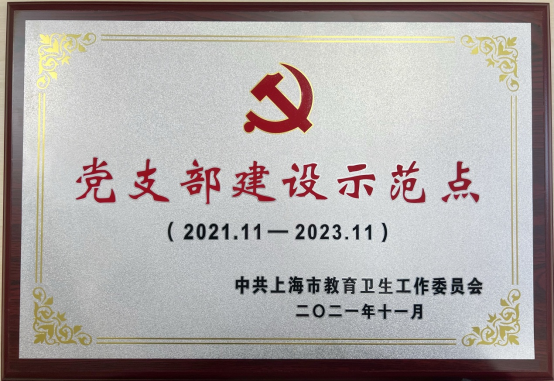 党支部建设示范点
(2021.11—2023.11)
中共上海市教育卫生工作委员会
二〇二一年十一月